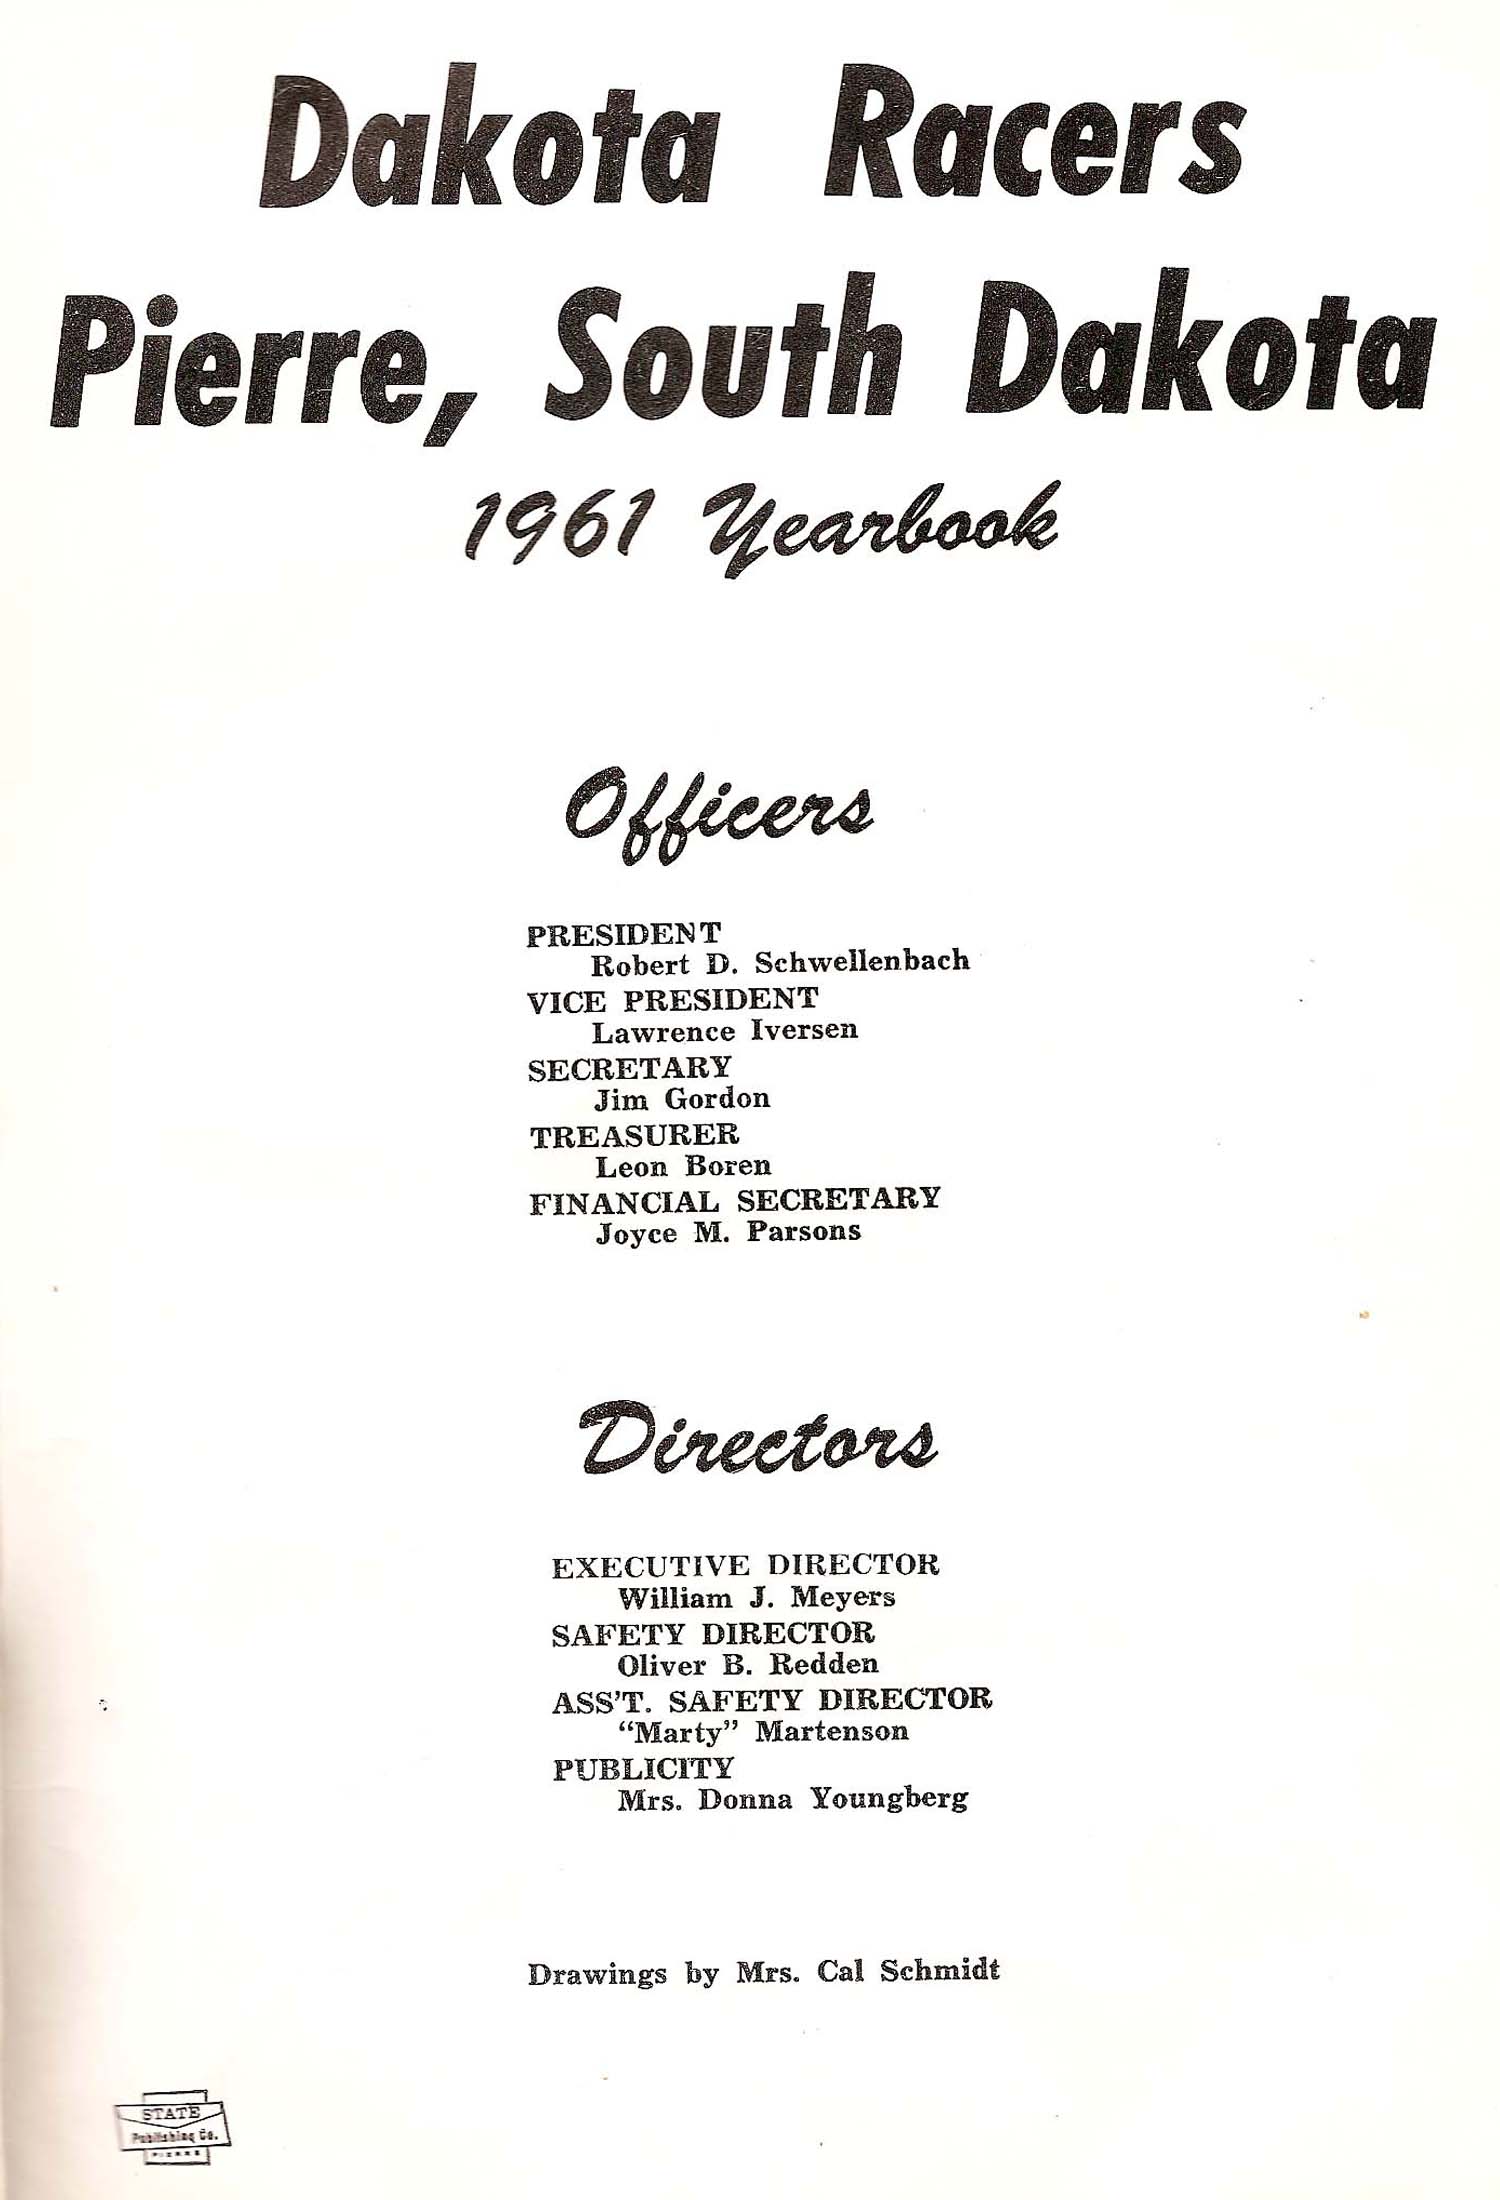 Dakota Racers
Pierre, South Dakota
1961 Yearbook
Officers
PRESIDENT
Robert D. Schwellenbach
VICE PRESIDENT
Lawrence Iversen
SECRETARY
Jim Gordon
TREASURER
Leon Boren
FINANCIAL SECRETARY
Joyce M. Parsons
Directors
EXECUTIVE DIRECTOR
William J. Meyers
SAFETY DIRECTOR
Oliver B. Redden
ASS'T. SAFETY DIRECTOR
“Marty” Martenson
PUBLICITY
Mrs. Donna Youngberg
Drawings by Mrs. Cal Schmidt
STATE
Publishing Co.
PIERRE